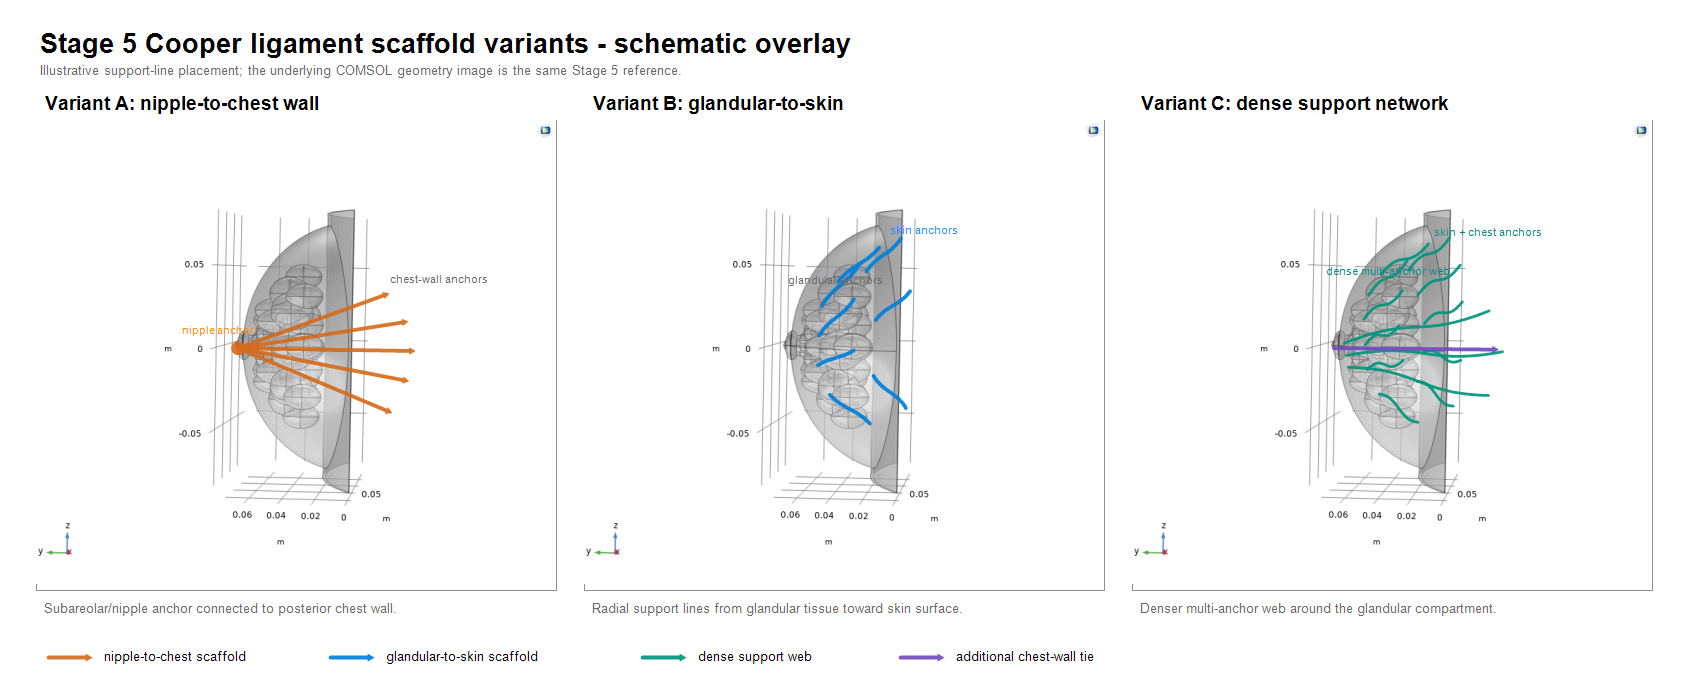 Stage 5 Cooper ligament scaffold variants - schematic overlay
Illustrative support-line placement; the underlying COMSOL geometry image is the same Stage 5 reference.
Variant A: nipple-to-chest wall
0.05
chest-wall anchors
nipple anchor
m
0
-0.05
0.05
0.06 0.04 0.02 0 m
z
y x
m
Subareolar/nipple anchor connected to posterior chest wall.
Variant B: glandular-to-skin
skin anchors
0.05
glandular anchors
m
0
-0.05
0.05
0.06 0.04 0.02 0 m
z
y x
m
Radial support lines from glandular tissue toward skin surface.
Variant C: dense support network
skin + chest anchors
0.05
dense multi-anchor web
m
0
-0.05
0.05
0.06 0.04 0.02 0 m
z
y x
m
Denser multi-anchor web around the glandular compartment.
nipple-to-chest scaffold
glandular-to-skin scaffold
dense support web
additional chest-wall tie